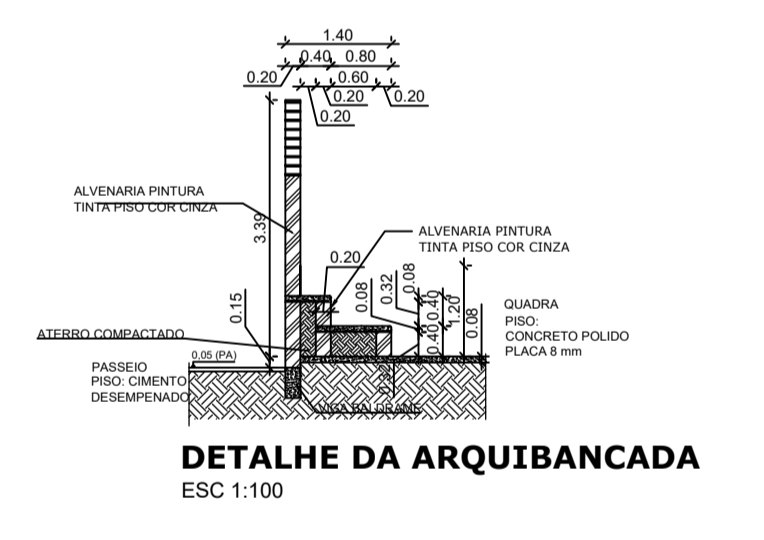 1.40
0.40
0.80
0.20
0.60
0.20
0.20
0.20
ALVENARIA PINTURA
TINTA PISO COR CINZA
3.39
ALVENARIA PINTURA
TINTA PISO COR CINZA
0.20
0.08
0.32
0.08
0.40
0.40
1.20
0.08
0.15
QUADRA
PISO:
CONCRETO POLIDO
PLACA 8 mm
ATERRO COMPACTADO
0,05 (PA)
PASSEIO
PISO: CIMENTO
DESEMPENADO
0.32
VIGA BALDRAME
DETALHE DA ARQUIBANCADA
ESC 1:100